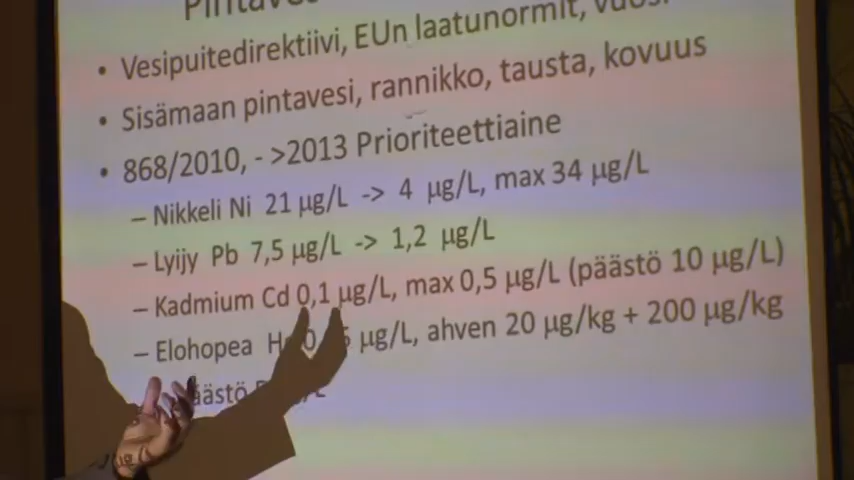 • Vesipuitedirektiivi, EUn laatunormit,
• Sisämaan pintavesi, rannikko, tausta, kovuus
• 868/2010, - >2013 Prioriteettiaine
– Nikkeli Ni 21 µg/L -> 4 µg/L, max 34 µg/L
– Lyijy Pb 7,5 µg/L -> 1,2 µg/L
– Kadmium Cd 0,1 µg/L, max 0,5 µg/L (päästö 10 µg/L)
– Elohopea µg/L, ahven 20 µg/kg + 200 µg/kg